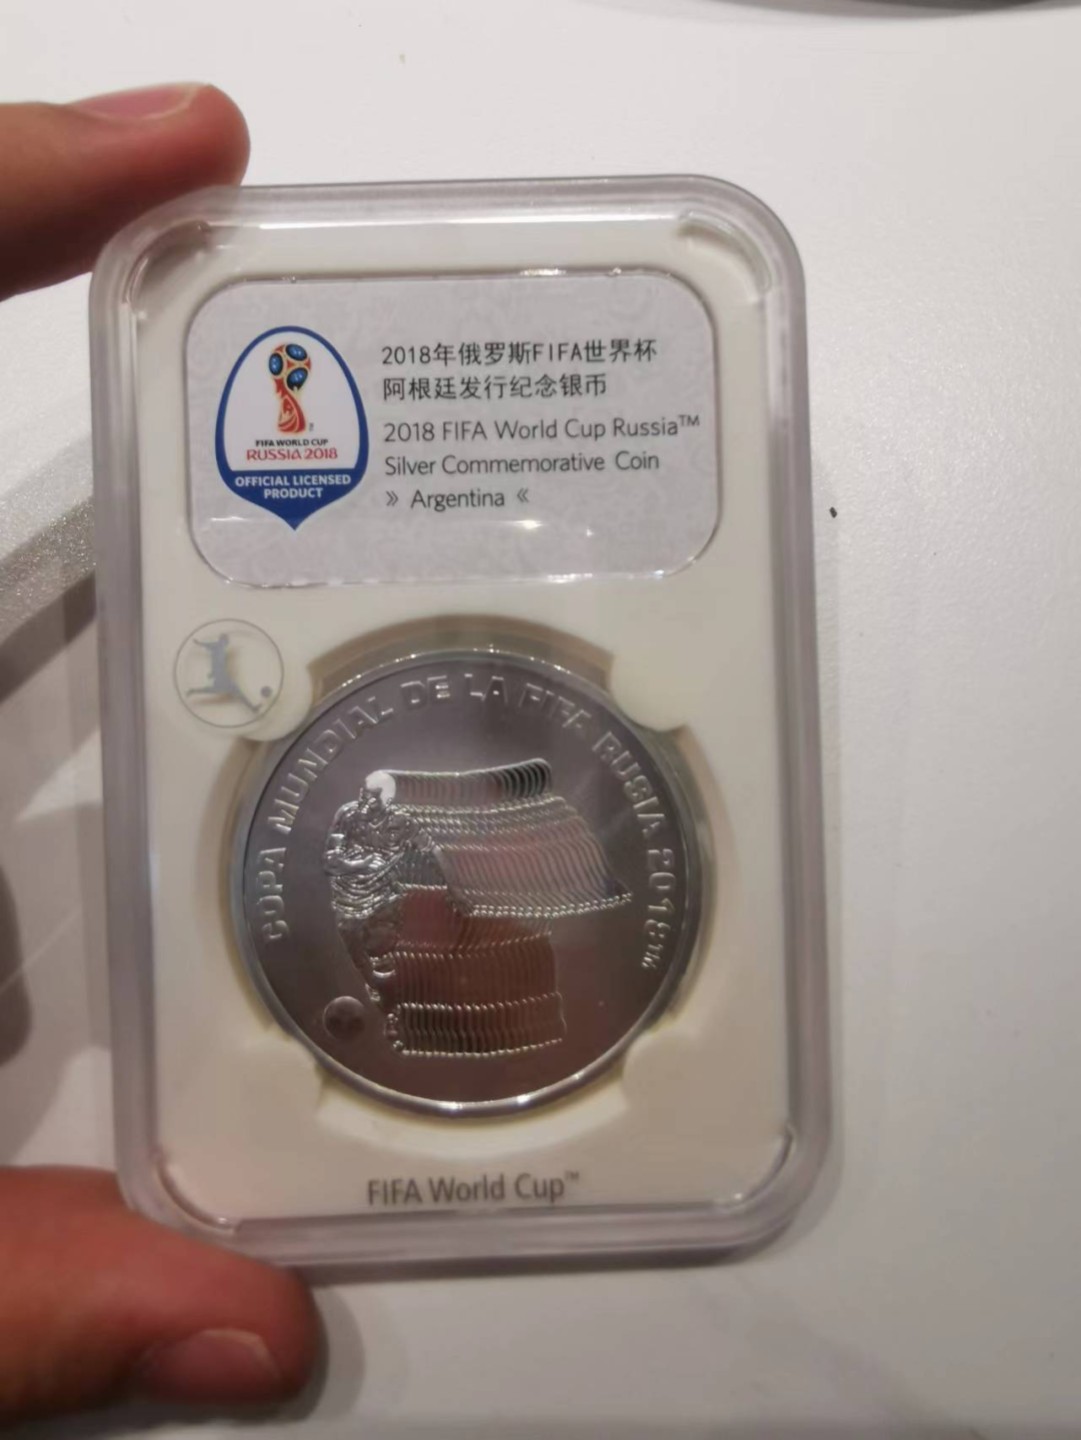 2018年俄罗斯FIFA世界杯
阿根廷发行纪念银币
2018 FIFA World Cup Russia™
Silver Commemorative Coin
» Argentina «
FIFA WORLD CUP
RUSSIA 2018
OFFICIAL LICENSED
PRODUCT
COPA MUNDIAL DE LA FIFA RUSIA 2018™
FIFA World Cup™